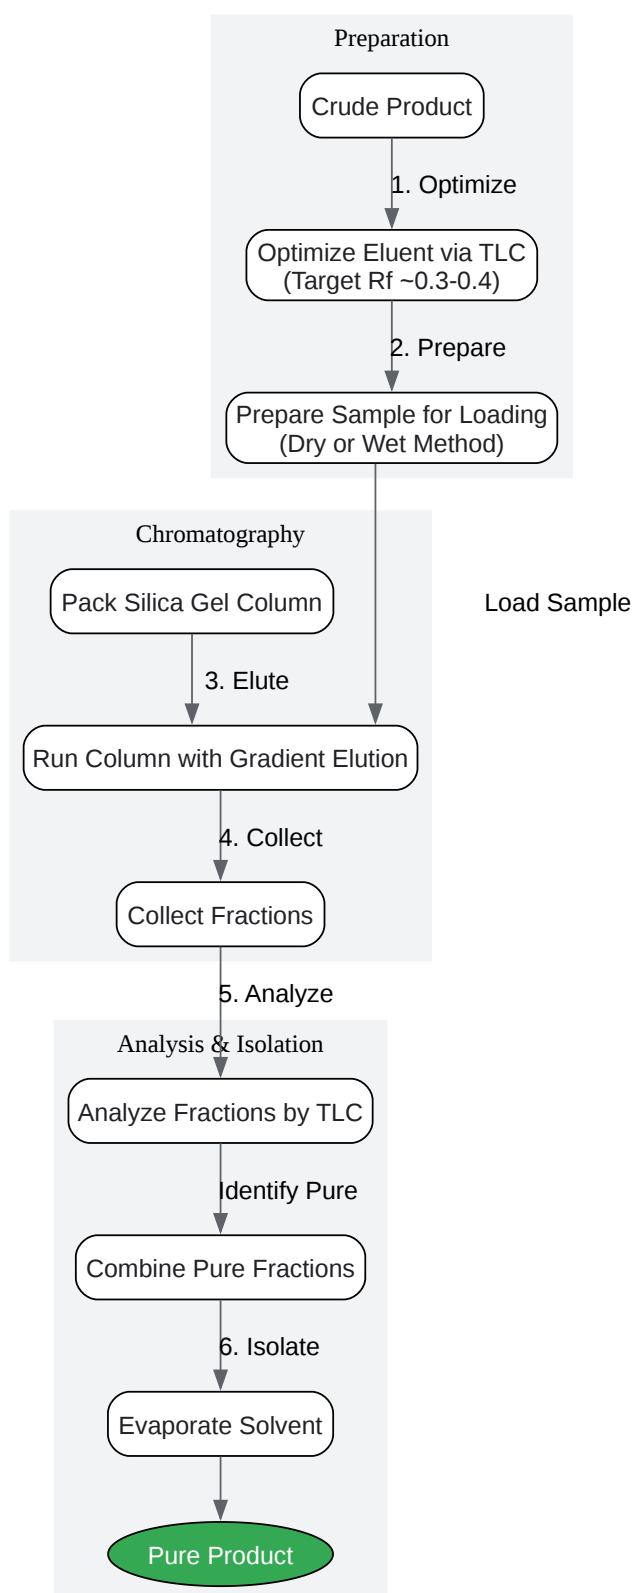 Preparation
Crude Product
1. Optimize
Optimize Eluent via TLC
(Target Rf ~0.3-0.4)
2. Prepare
Prepare Sample for Loading
(Dry or Wet Method)
Chromatography
Pack Silica Gel Column
Load Sample
3. Elute
Run Column with Gradient Elution
4. Collect
Collect Fractions
5. Analyze
Analysis & Isolation
Analyze Fractions by TLC
Identify Pure
Combine Pure Fractions
6. Isolate
Evaporate Solvent
Pure Product